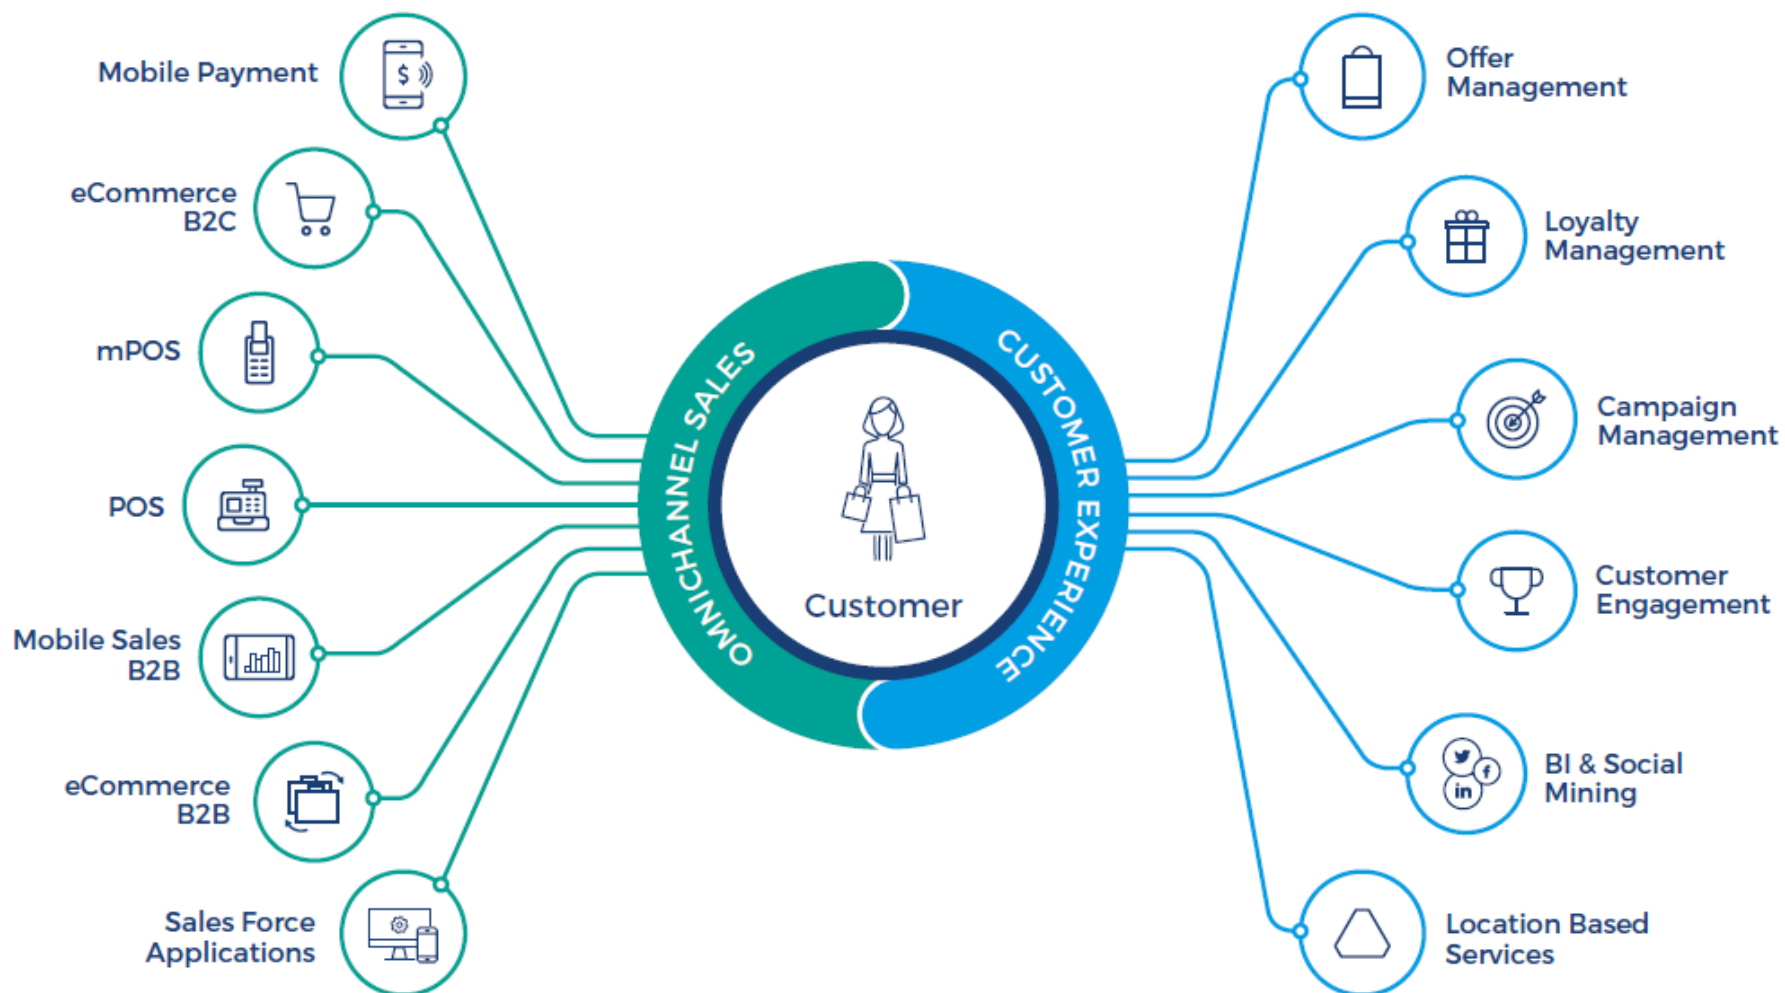 Mobile Payment
eCommerce
B2C
mPOS
POS
Mobile Sales
B2B
eCommerce
B2B
Sales Force
Applications
$
OMNICHANNEL SALES
CUSTOMER EXPERIENCE
Customer
Offer
Management
Loyalty
Management
Campaign
Management
Customer
Engagement
f
in
BI & Social
Mining
Location Based
Services